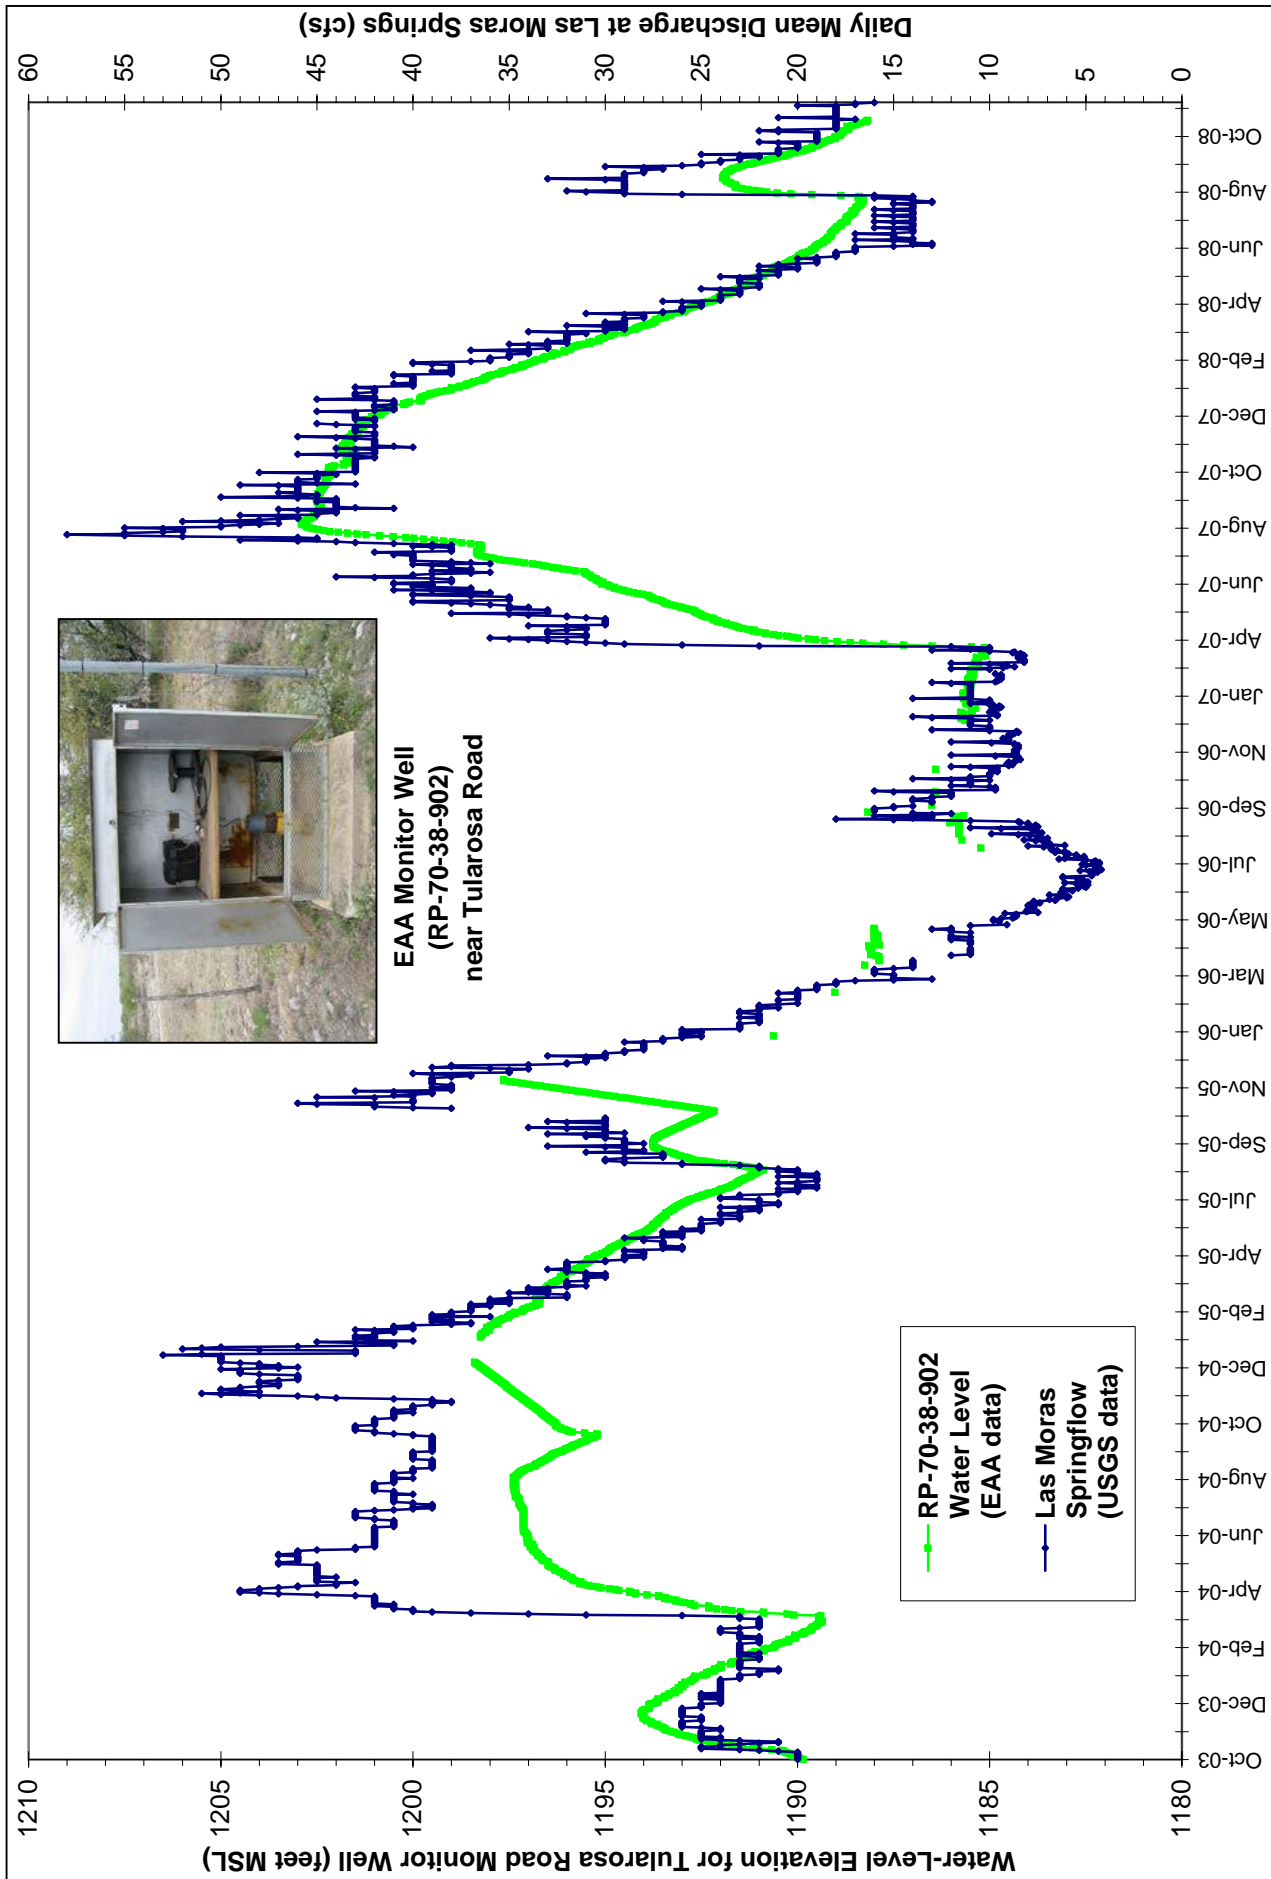 Water-Level Elevation for Tularosa Road Monitor Well (feet MSL)
1210
1205
1200
1195
1190
1185
1180
EAA Monitor Well
(RP-70-38-902)
near Tularosa Road
RP-70-38-902
Water Level
(EAA data)
Las Moras
Springflow
(USGS data)
Daily Mean Discharge at Las Moras Springs (cfs)
60
55
50
45
40
35
30
25
20
15
10
5
0
Oct-03
Dec-03
Feb-04
Apr-04
Jun-04
Aug-04
Oct-04
Dec-04
Feb-05
Apr-05
Jul-05
Sep-05
Nov-05
Jan-06
Mar-06
May-06
Jul-06
Sep-06
Nov-06
Jan-07
Apr-07
Jun-07
Aug-07
Oct-07
Dec-07
Feb-08
Apr-08
Jun-08
Aug-08
Oct-08